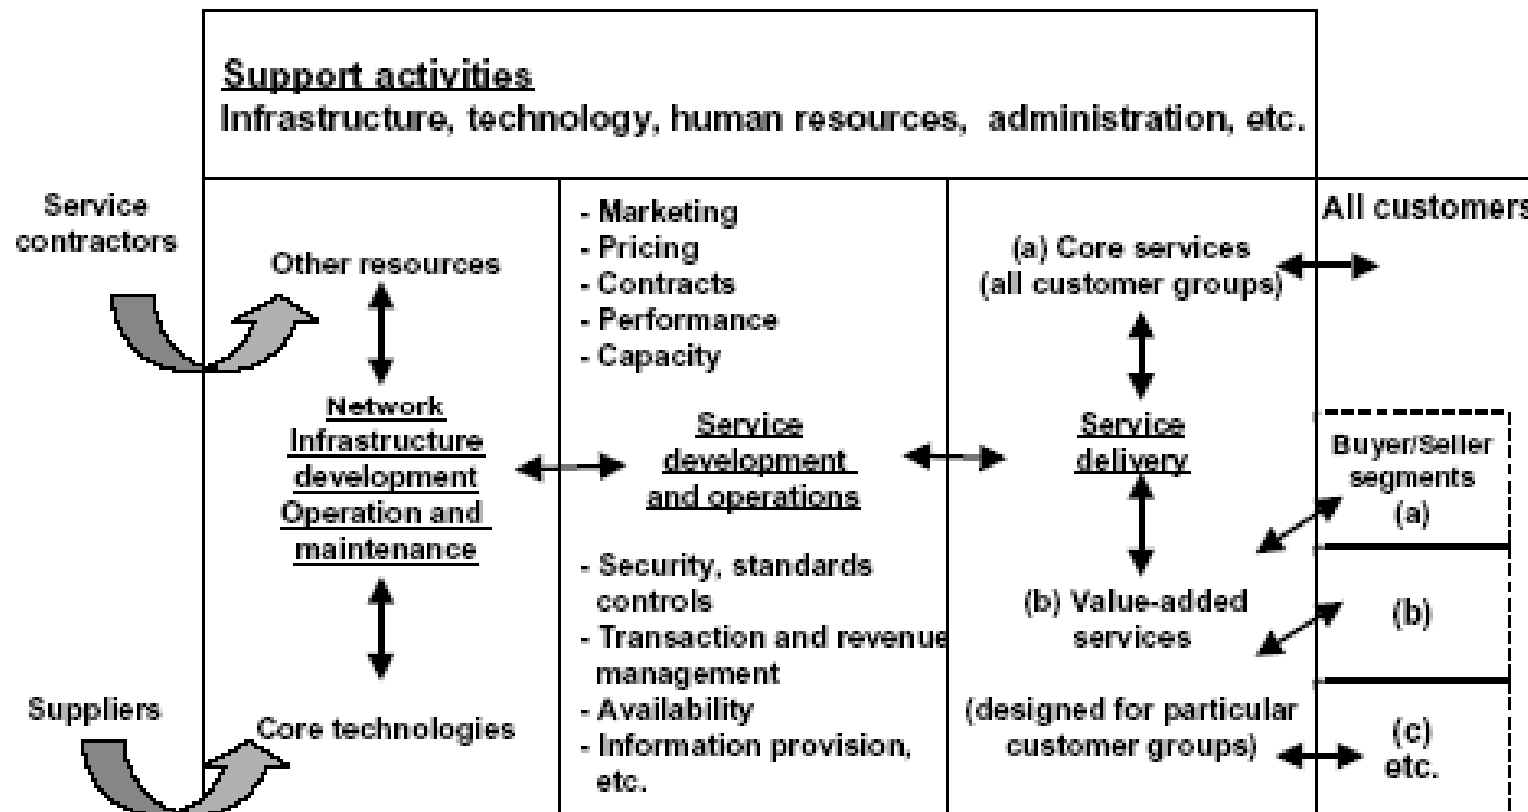 Support activities
Infrastructure, technology, human resources, administration, etc.
Service
contractors
Other resources
Network
Infrastructure
development
Operation and
maintenance
Suppliers
Core technologies
- Marketing
- Pricing
- Contracts
- Performance
- Capacity
Service
development
and operations
- Security, standards
controls
- Transaction and revenue
management
- Availability
- Information provision,
etc.
(a) Core services
(all customer groups)
Service
delivery
(b) Value-added
services
(designed for particular
customer groups)
All customers
Buyer/Seller
segments
(a)
(b)
(c)
etc.